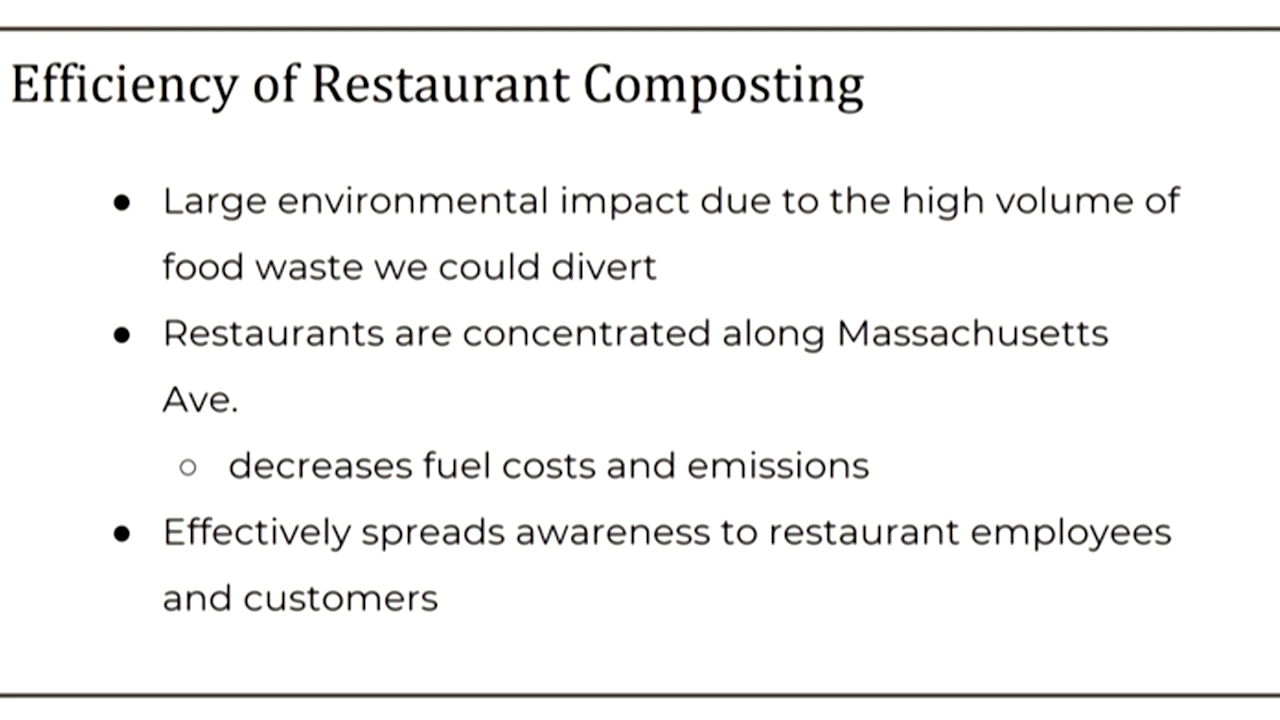 Efficiency of Restaurant Composting
● Large environmental impact due to the high volume of
food waste we could divert
● Restaurants are concentrated along Massachusetts
Ave.
○ decreases fuel costs and emissions
● Effectively spreads awareness to restaurant employees
and customers